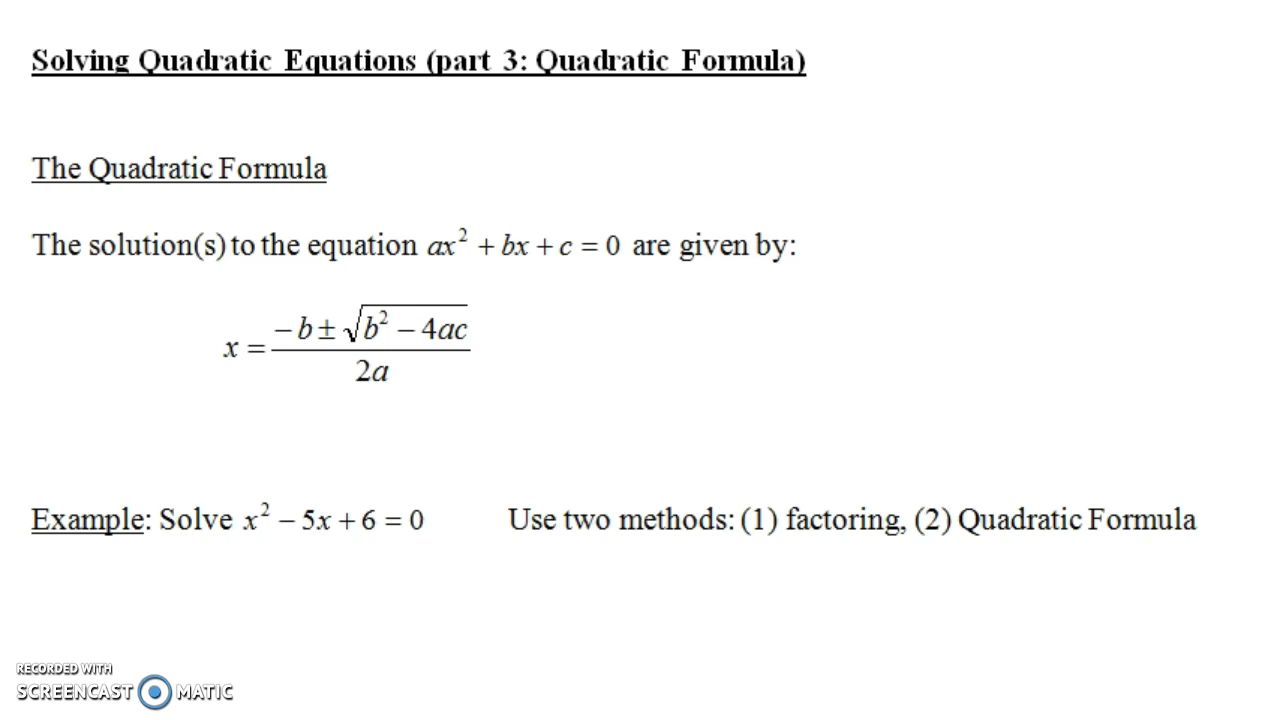 Solving Quadratic Equations (part 3: Quadratic Formula)
The Quadratic Formula
The solution(s) to the equation ax² + bx + c = 0 are given by:
x = (−b ± √(b² − 4ac)) / 2a
Example: Solve x² − 5x + 6 = 0 Use two methods: (1) factoring, (2) Quadratic Formula
RECORDED WITH
SCREENCAST MATIC